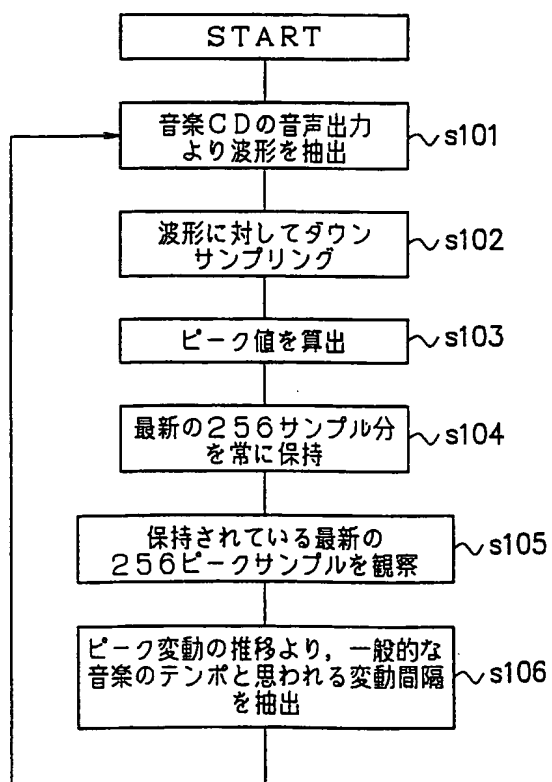 START
音楽CDの音声出力
より波形を抽出
s101
波形に対してダウン
サンプリング
s102
ピーク値を算出
s103
最新の256サンプル分
を常に保持
s104
保持されている最新の
256ピークサンプルを観察
s105
ピーク変動の推移より,一般的な
音楽のテンポと思われる変動間隔
を抽出
s106